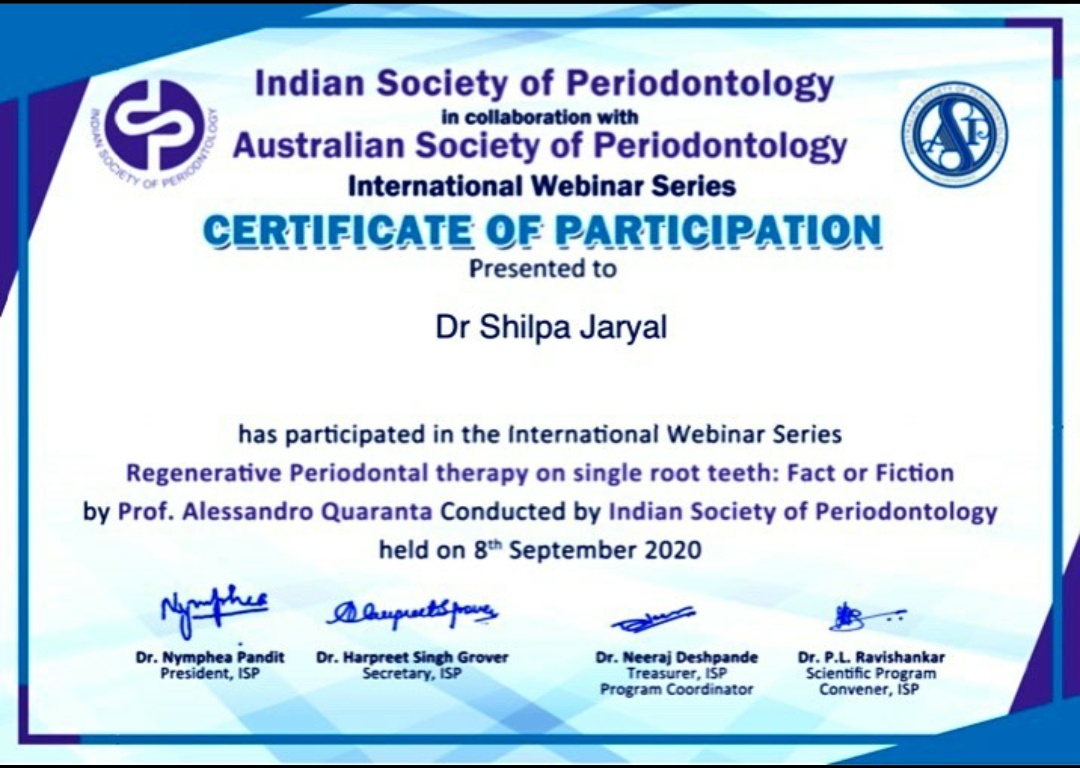 Indian Society of Periodontology
in collaboration with
Australian Society of Periodontology
International Webinar Series
CERTIFICATE OF PARTICIPATION
Presented to
Dr Shilpa Jaryal
has participated in the International Webinar Series
Regenerative Periodontal therapy on single root teeth: Fact or Fiction
by Prof. Alessandro Quaranta Conducted by Indian Society of Periodontology
held on 8th September 2020
Nymphea
Dr. Nymphea Pandit
President, ISP
Dr. Harpreet Singh Grover
Secretary, ISP
Dr. Neeraj Deshpande
Treasurer, ISP
Program Coordinator
Dr. P.L. Ravishankar
Scientific Program
Convener, ISP
INDIAN SOCIETY OF PERIODONTOLOGY
ASP